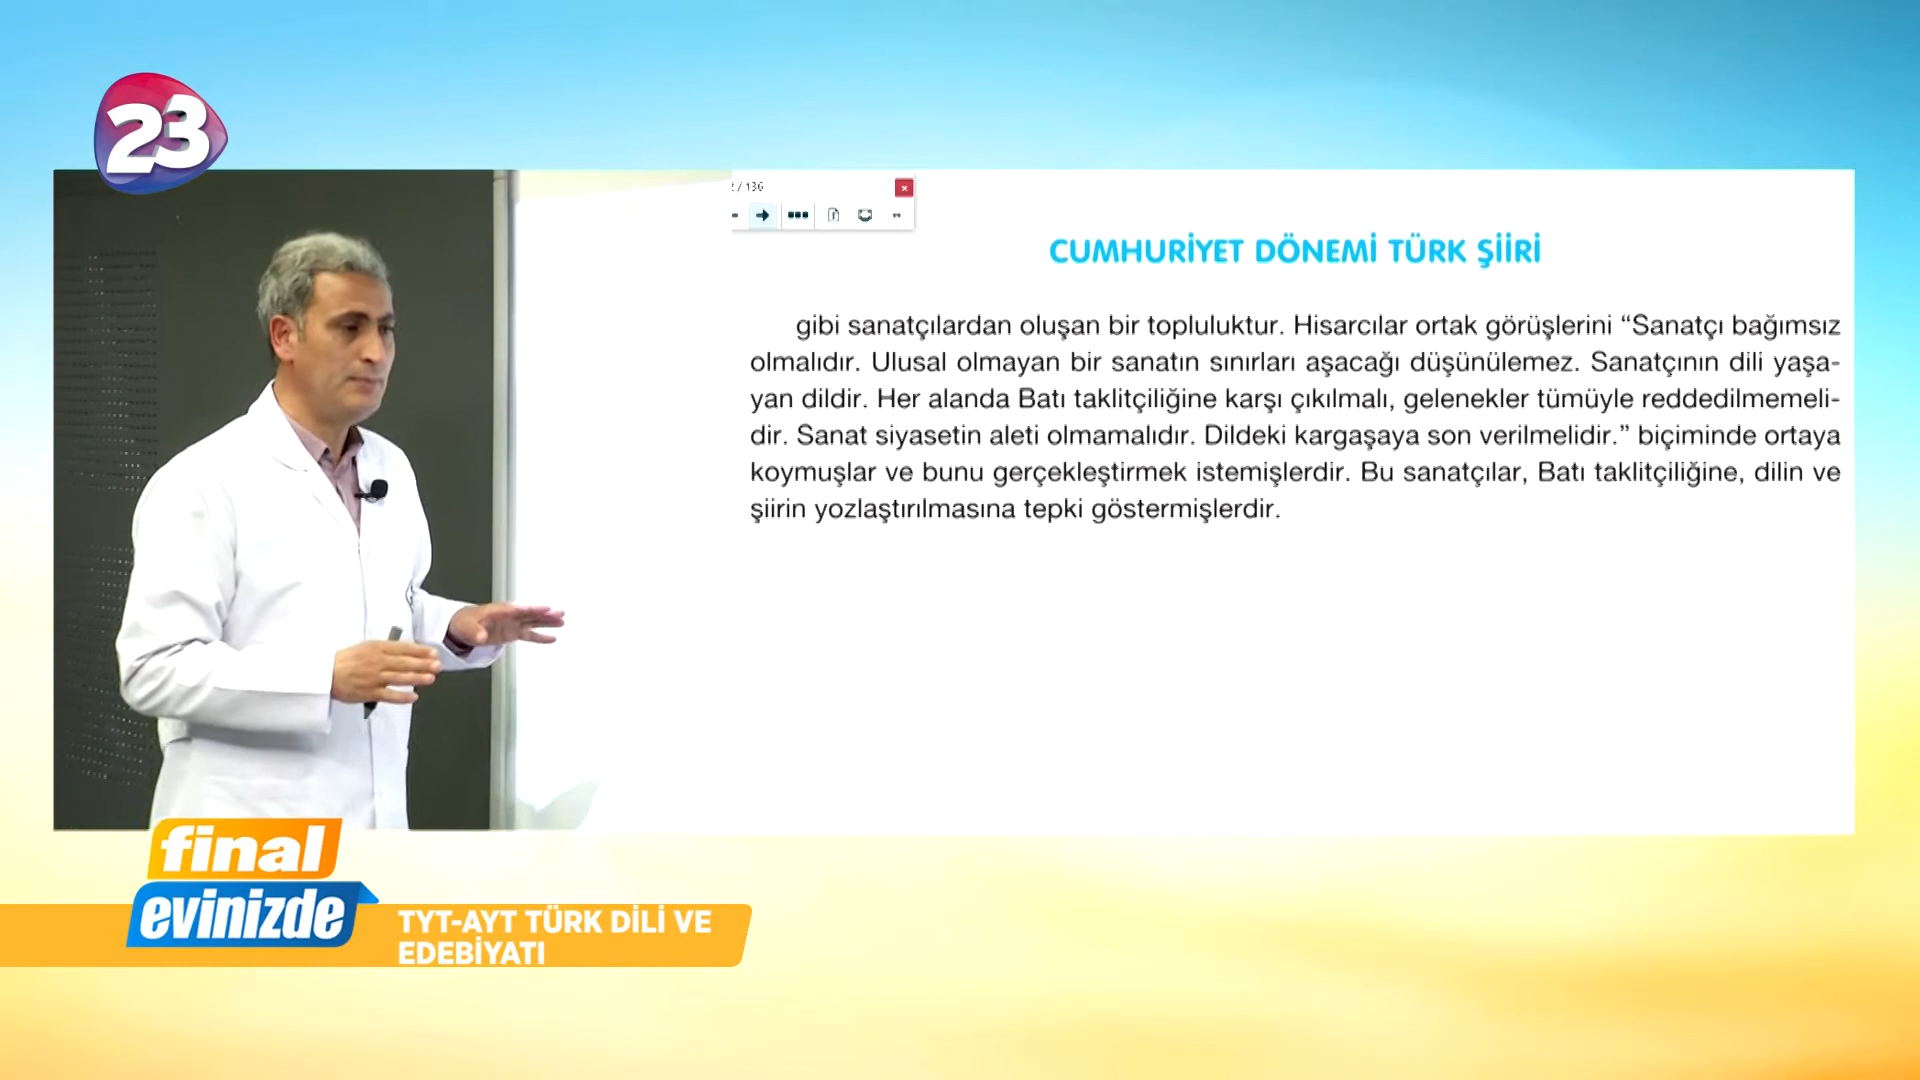 23
/ 136
CUMHURİYET DÖNEMİ TÜRK ŞİİRİ
gibi sanatçılardan oluşan bir topluluktur. Hisarcılar ortak görüşlerini “Sanatçı bağımsız
olmalıdır. Ulusal olmayan bir sanatın sınırları aşacağı düşünülemez. Sanatçının dili yaşa-
yan dildir. Her alanda Batı taklitçiliğine karşı çıkılmalı, gelenekler tümüyle reddedilmemeli-
dir. Sanat siyasetin aleti olmamalıdır. Dildeki kargaşaya son verilmelidir.” biçiminde ortaya
koymuşlar ve bunu gerçekleştirmek istemişlerdir. Bu sanatçılar, Batı taklitçiliğine, dilin ve
şiirin yozlaştırılmasına tepki göstermişlerdir.
final
evinizde
TYT-AYT TÜRK DİLİ VE
EDEBİYATI